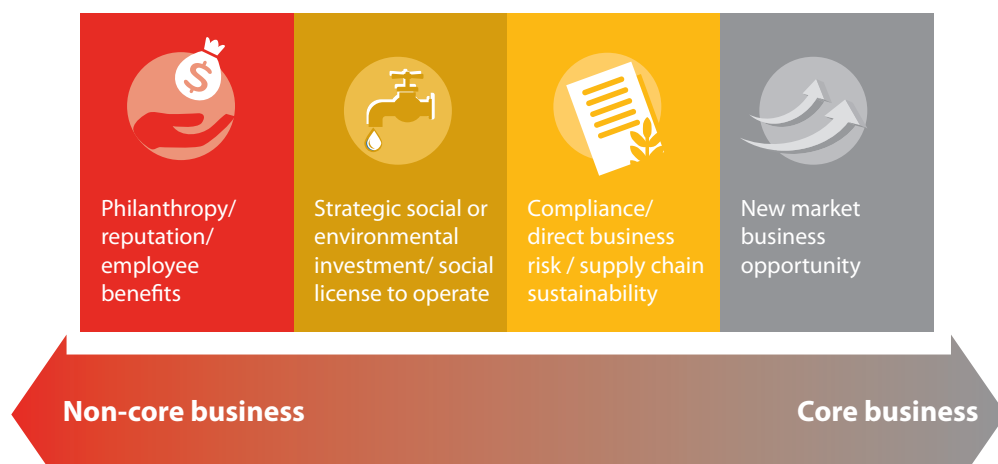 $
Philanthropy/
reputation/
employee
benefits
Strategic social or
environmental
investment/ social
license to operate
Compliance/
direct business
risk / supply chain
sustainability
New market
business
opportunity
Non-core business
Core business